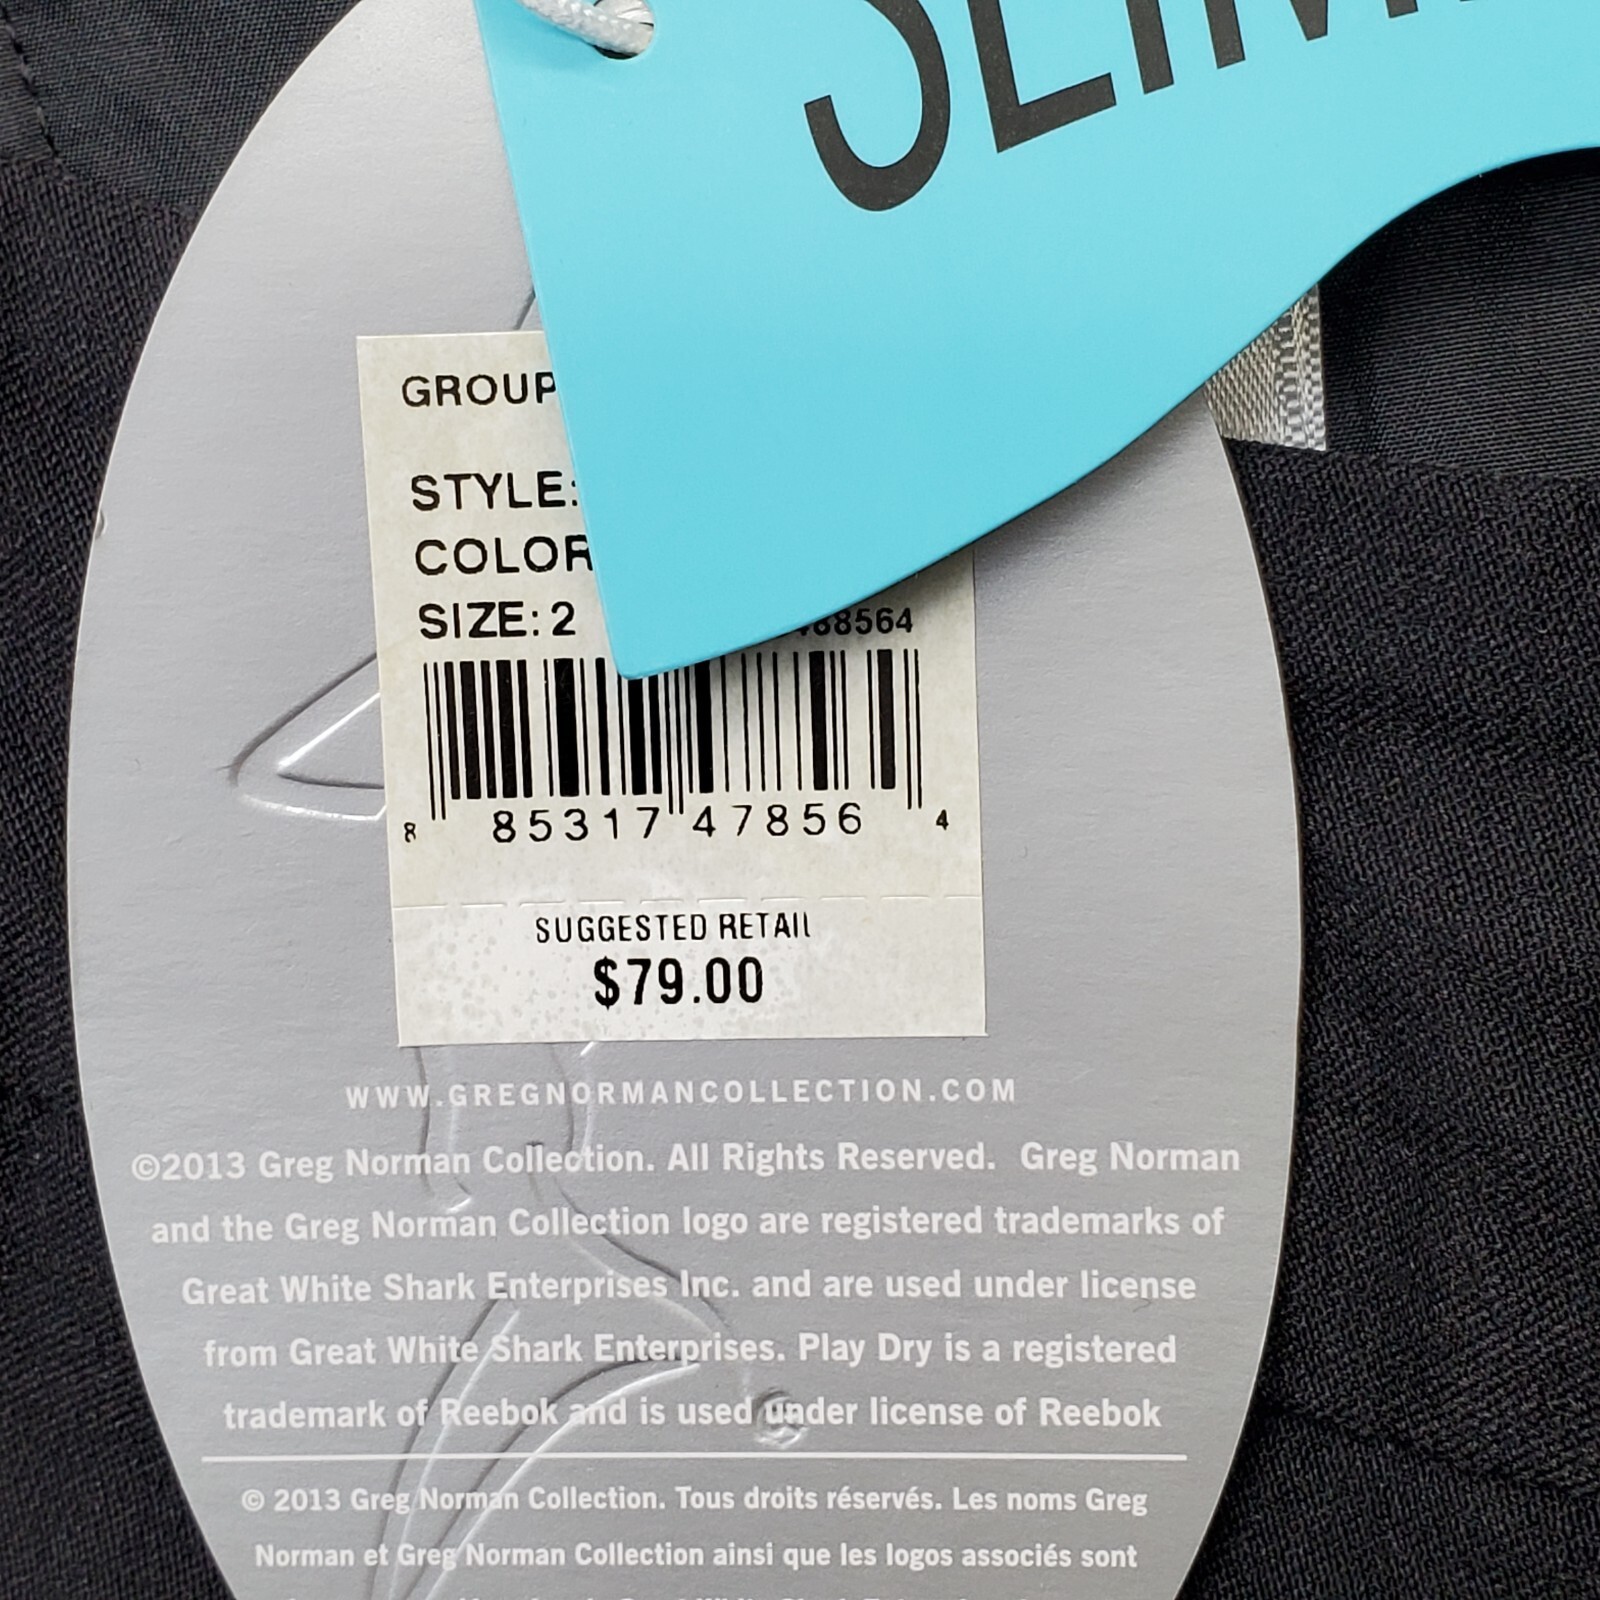 GROUP
STYLE:
COLOR
SIZE: 2
88564
8 85317 47856 4
SUGGESTED RETAIL
$79.00
WWW.GREGNORMANCOLLECTION.COM
©2013 Greg Norman Collection. All Rights Reserved. Greg Norman
and the Greg Norman Collection logo are registered trademarks of
Great White Shark Enterprises Inc. and are used under license
from Great White Shark Enterprises. Play Dry is a registered
trademark of Reebok and is used under license of Reebok
© 2013 Greg Norman Collection. Tous droits réservés. Les noms Greg
Norman et Greg Norman Collection ainsi que les logos associés sont